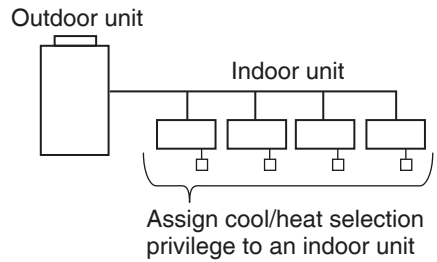 Outdoor unit
Indoor unit
Assign cool/heat selection
privilege to an indoor unit